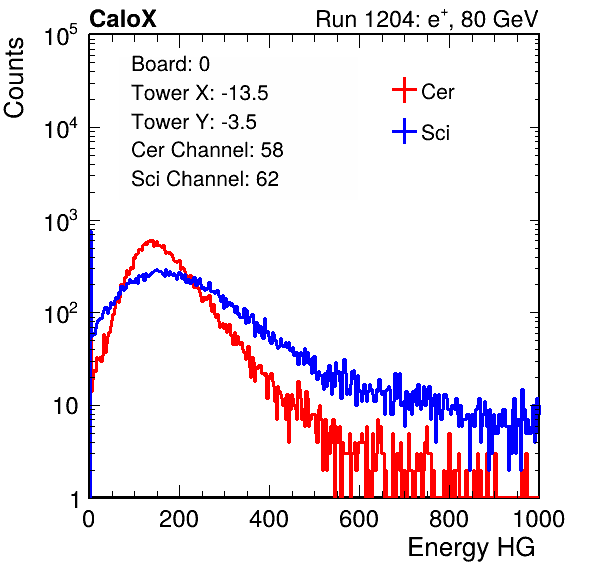 CaloX Run 1204: e⁺, 80 GeV
Board: 0
Tower X: -13.5
Tower Y: -3.5
Cer Channel: 58
Sci Channel: 62
Cer
Sci
Counts
10⁵
10⁴
10³
10²
10
1
0 200 400 600 800 1000
Energy HG